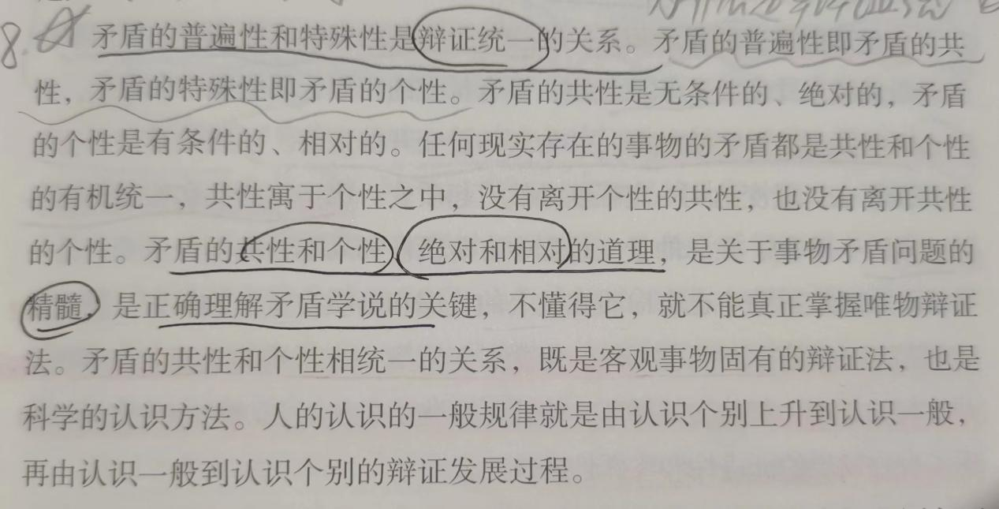 8. 矛盾的普遍性和特殊性是辩证统一的关系。矛盾的普遍性即矛盾的共
性，矛盾的特殊性即矛盾的个性。矛盾的共性是无条件的、绝对的，矛盾
的个性是有条件的、相对的。任何现实存在的事物的矛盾都是共性和个性
的有机统一，共性寓于个性之中，没有离开个性的共性，也没有离开共性
的个性。矛盾的共性和个性、绝对和相对的道理，是关于事物矛盾问题的
精髓，是正确理解矛盾学说的关键，不懂得它，就不能真正掌握唯物辩证
法。矛盾的共性和个性相统一的关系，既是客观事物固有的辩证法，也是
科学的认识方法。人的认识的一般规律就是由认识个别上升到认识一般，
再由认识一般到认识个别的辩证发展过程。